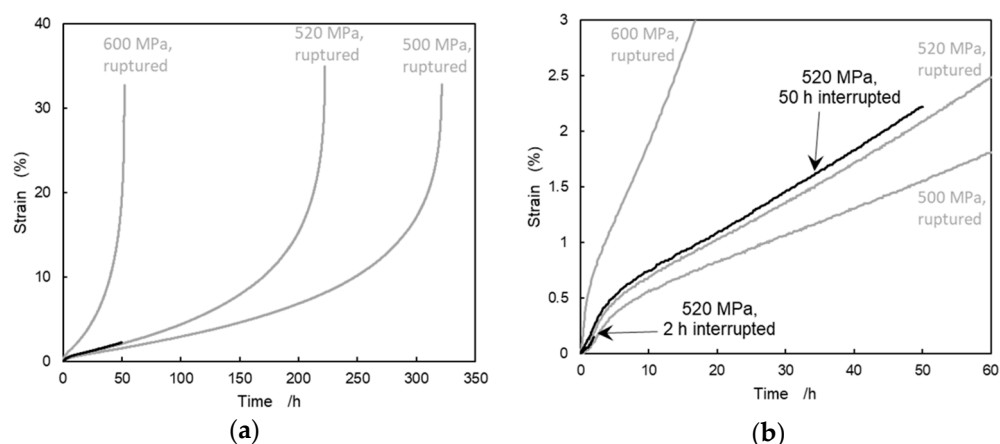 40
30
20
10
0
Strain (%)
600 MPa,
ruptured
520 MPa,
ruptured
500 MPa,
ruptured
0 50 100 150 200 250 300 350
Time /h
(a)
3
2.5
2
1.5
1
0.5
0
Strain (%)
600 MPa,
ruptured
520 MPa,
50 h interrupted
520 MPa,
ruptured
500 MPa,
ruptured
520 MPa,
2 h interrupted
0 10 20 30 40 50 60
Time /h
(b)